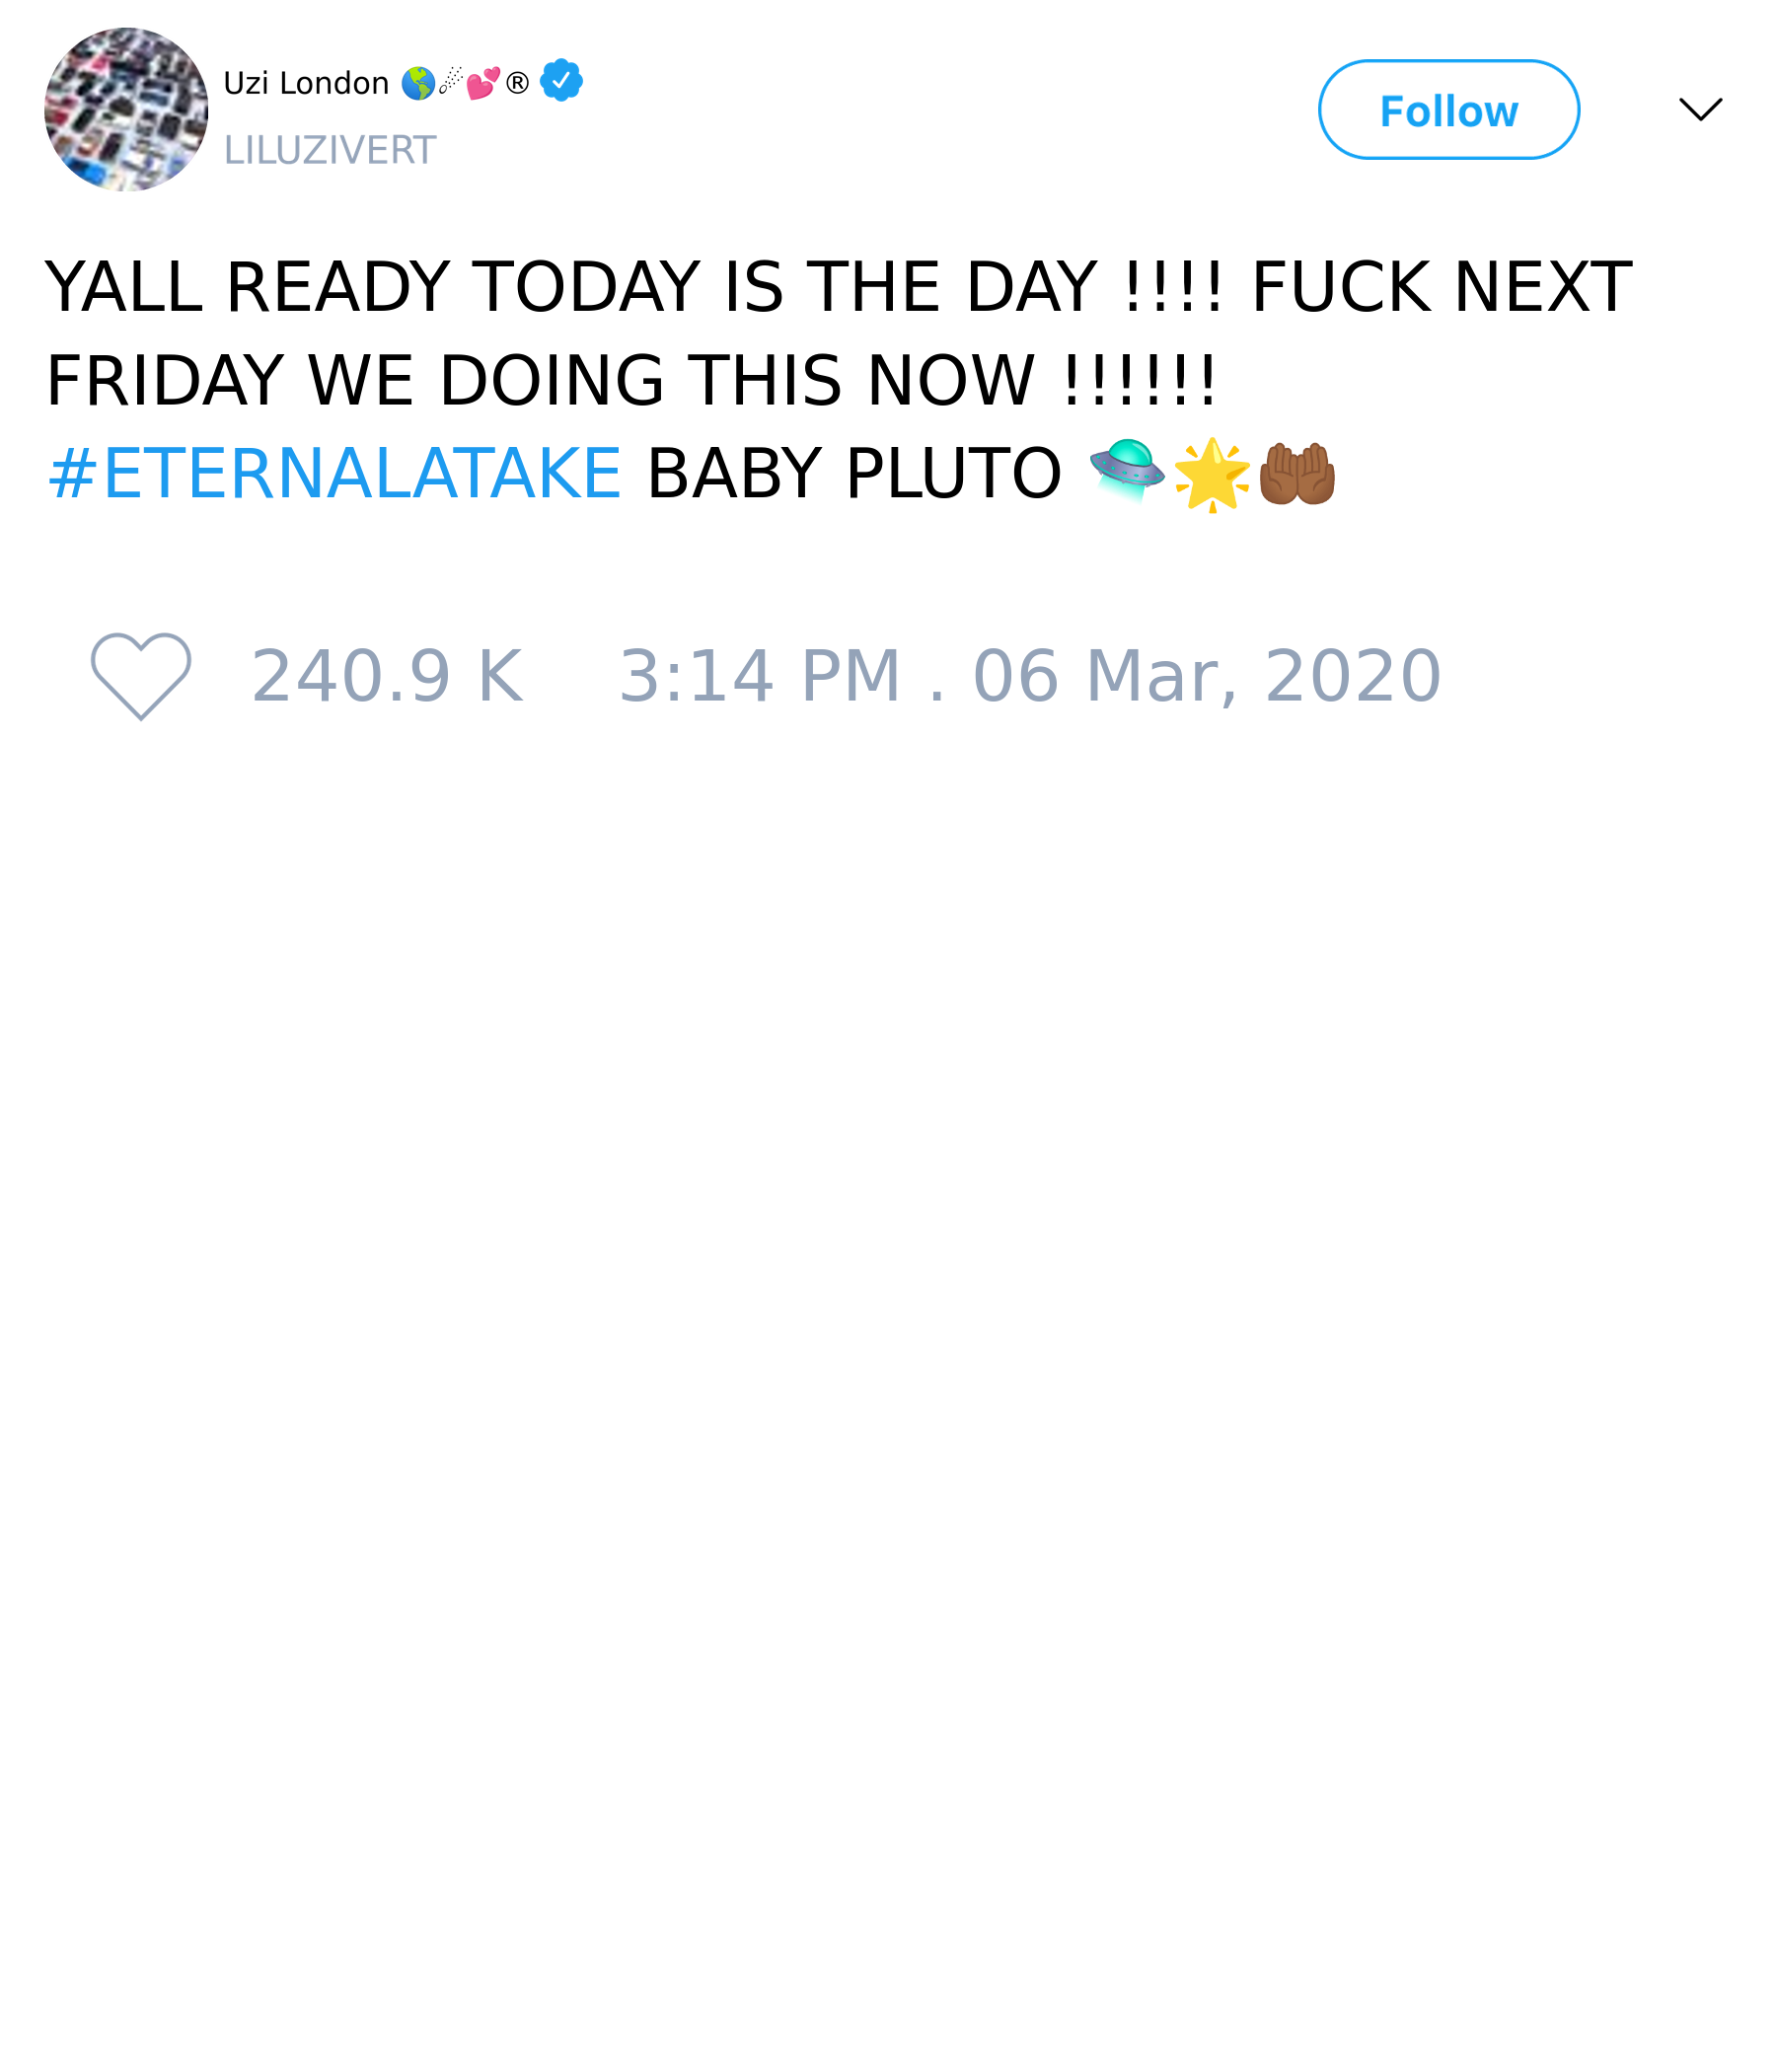 Uzi London 🌎☄💕®
LILUZIVERT
Follow
YALL READY TODAY IS THE DAY !!!! FUCK NEXT
FRIDAY WE DOING THIS NOW !!!!!!
#ETERNALATAKE BABY PLUTO 🛸🌟🤲🏾
240.9 K 3:14 PM . 06 Mar, 2020